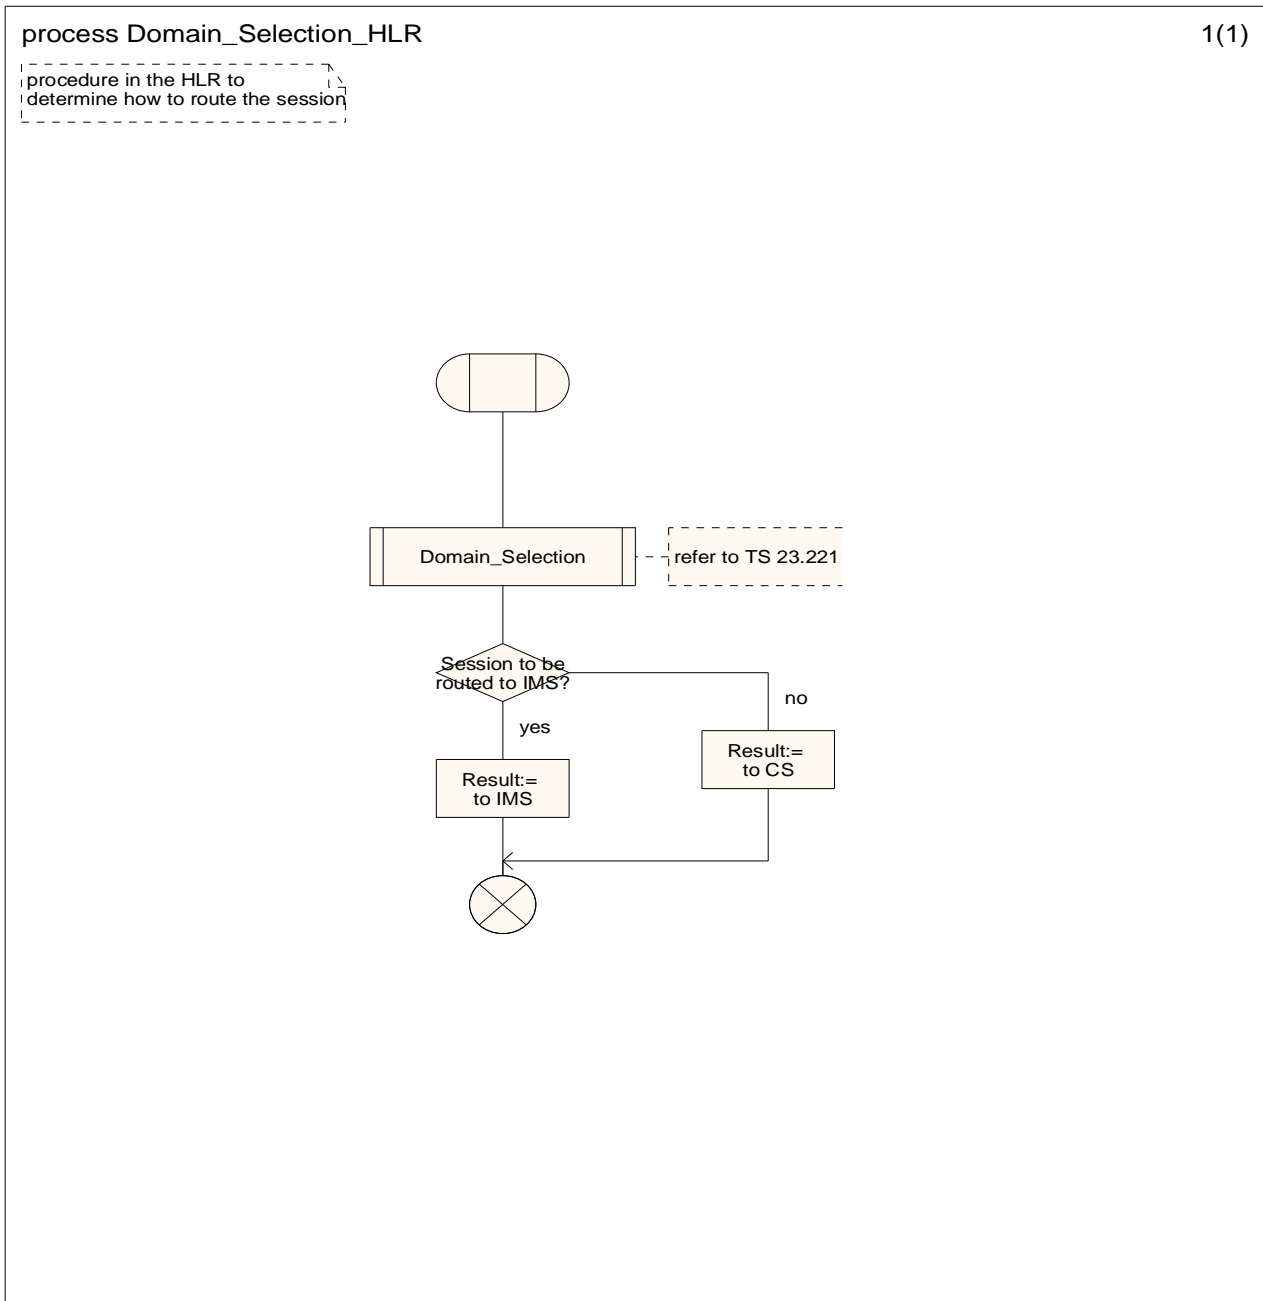 process Domain_Selection_HLR
1(1)
procedure in the HLR to
determine how to route the session
Domain_Selection
refer to TS 23.221
Session to be
routed to IMS?
no
yes
Result:=
to CS
Result:=
to IMS